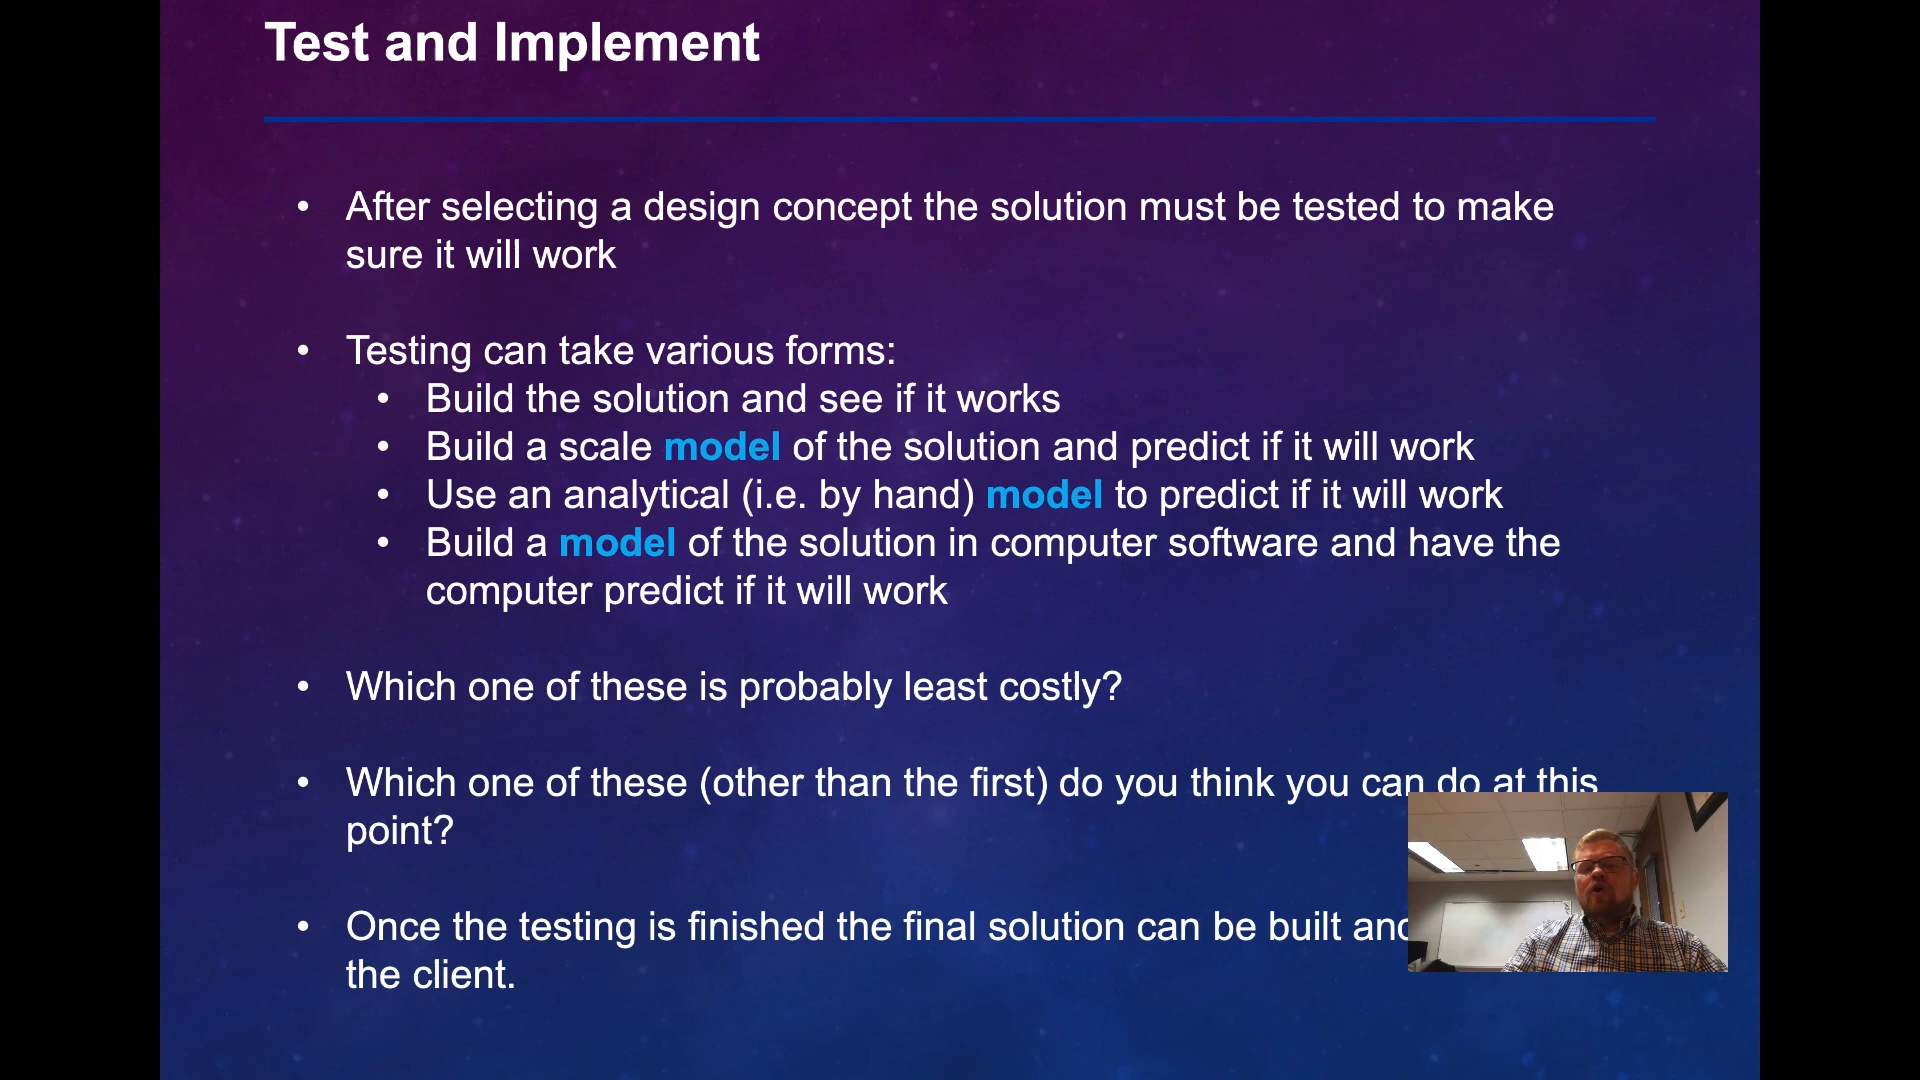 Test and Implement
• After selecting a design concept the solution must be tested to make
sure it will work
• Testing can take various forms:
• Build the solution and see if it works
• Build a scale model of the solution and predict if it will work
• Use an analytical (i.e. by hand) model to predict if it will work
• Build a model of the solution in computer software and have the
computer predict if it will work
• Which one of these is probably least costly?
• Which one of these (other than the first) do you think you can do at this
point?
• Once the testing is finished the final solution can be built and
the client.